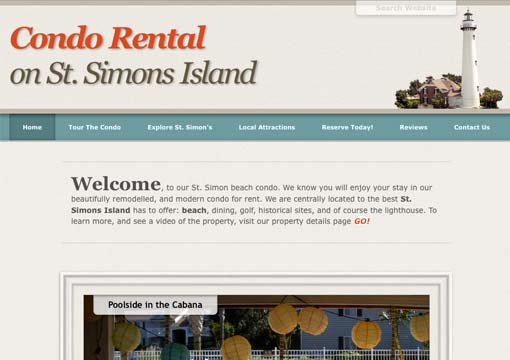 Search Website
Condo Rental
on St. Simons Island
Home Tour The Condo Explore St. Simon's Local Attractions Reserve Today! Reviews Contact Us
Welcome, to our St. Simon beach condo. We know you will enjoy your stay in our
beautifully remodelled, and modern condo for rent. We are centrally located to the best St.
Simons Island has to offer: beach, dining, golf, historical sites, and of course the lighthouse. To
learn more, and see a video of the property, visit our property details page GO!
Poolside in the Cabana